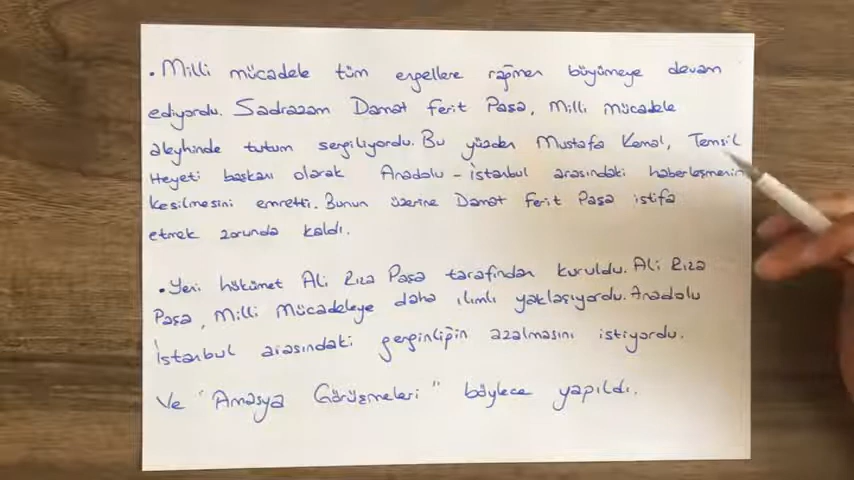 • Milli mücadele tüm engellere rağmen büyümeye devam
ediyordu. Sadrazam Damat Ferit Paşa, Milli Mücadele
aleyhinde tutum sergiliyordu. Bu yüzden Mustafa Kemal, Temsil
Heyeti başkanı olarak Anadolu - İstanbul arasındaki haberleşmenin
kesilmesini emretti. Bunun üzerine Damat Ferit Paşa istifa
etmek zorunda kaldı.
• Yeni hükümet Ali Rıza Paşa tarafından kuruldu. Ali Rıza
Paşa, Milli Mücadeleye daha ılımlı yaklaşıyordu. Anadolu
İstanbul arasındaki gerginliğin azalmasını istiyordu.
Ve "Amasya Görüşmeleri" böylece yapıldı.